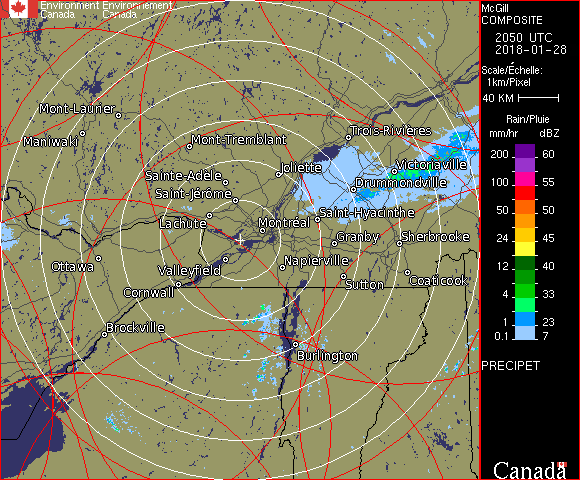 Environment Environnement
Canada Canada
McGill
COMPOSITE
2050 UTC
2018-01-28
Scale/Échelle:
1km/Pixel
40 KM
Rain/Pluie
mm/hr dBZ
200 60
100 55
50 50
24 45
12 40
4 33
1 23
0.1 7
PRECIPET
Canada
Mont-Laurier
Maniwaki
Mont-Tremblant
Trois-Rivières
Joliette
Victoriaville
Sainte-Adèle
Drummondville
Saint-Jérôme
Lachute
Saint-Hyacinthe
Montréal
Granby
Sherbrooke
Ottawa
Valleyfield
Napierville
Cornwall
Sutton
Coaticook
Brockville
Burlington